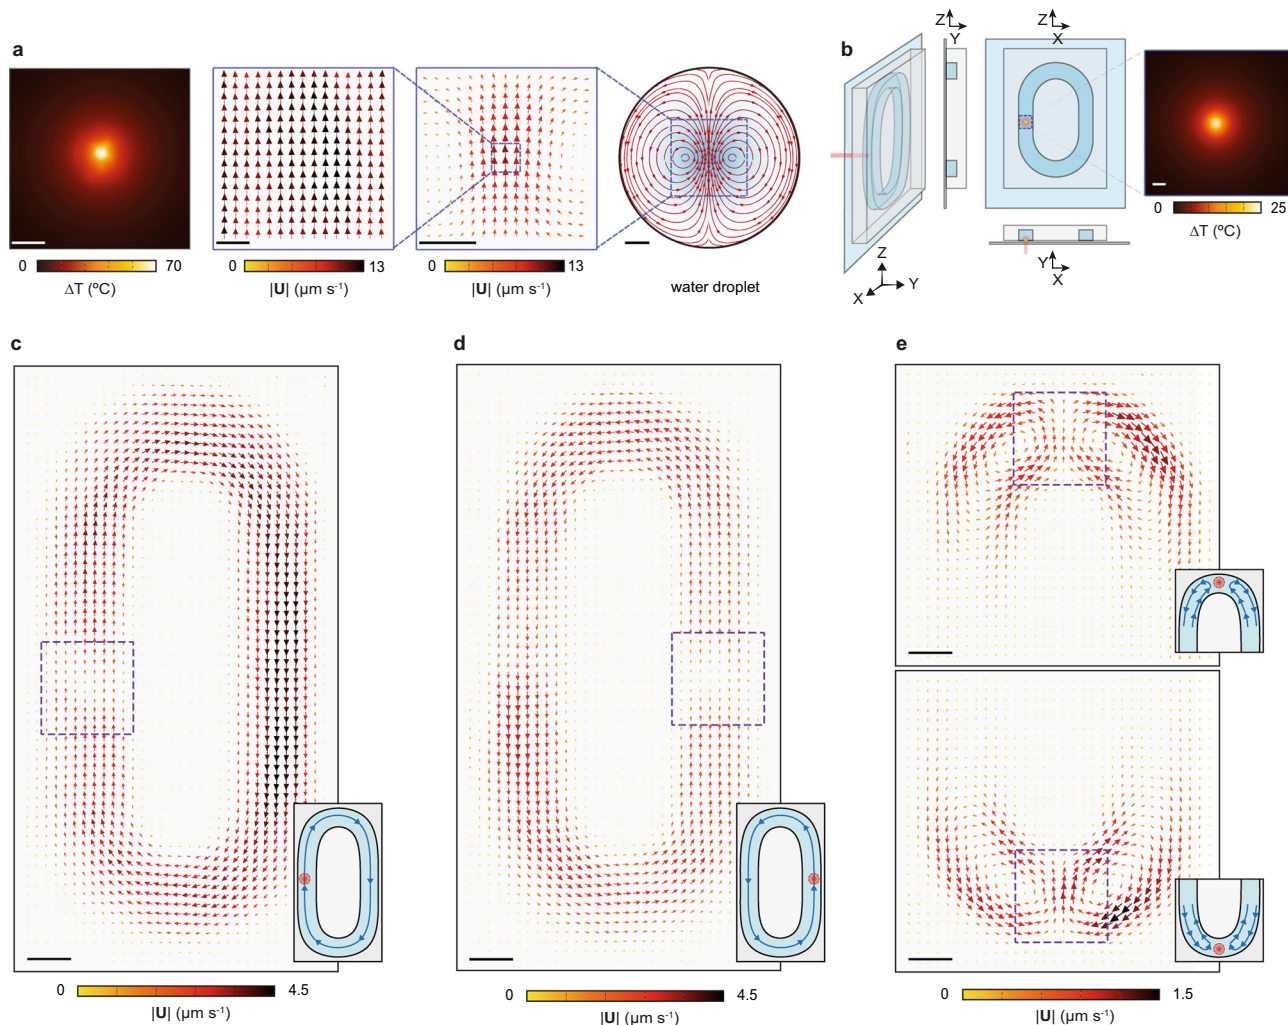 a
0 70
ΔT (ºC)
0 13
|U| (µm s⁻¹)
0 13
|U| (µm s⁻¹)
water droplet
b
Z
Y
Z
X
Z
X
Y
Y
X
0 25
ΔT (ºC)
c
0 4.5
|U| (µm s⁻¹)
d
0 4.5
|U| (µm s⁻¹)
e
0 1.5
|U| (µm s⁻¹)